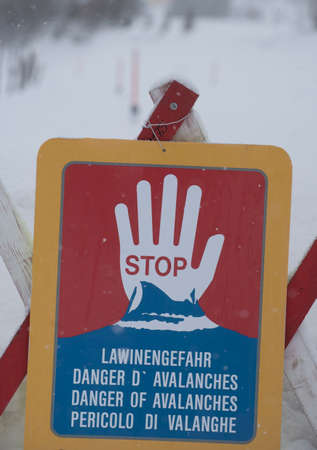 STOP
LAWINENGEFAHR
DANGER D` AVALANCHES
DANGER OF AVALANCHES
PERICOLO DI VALANGHE